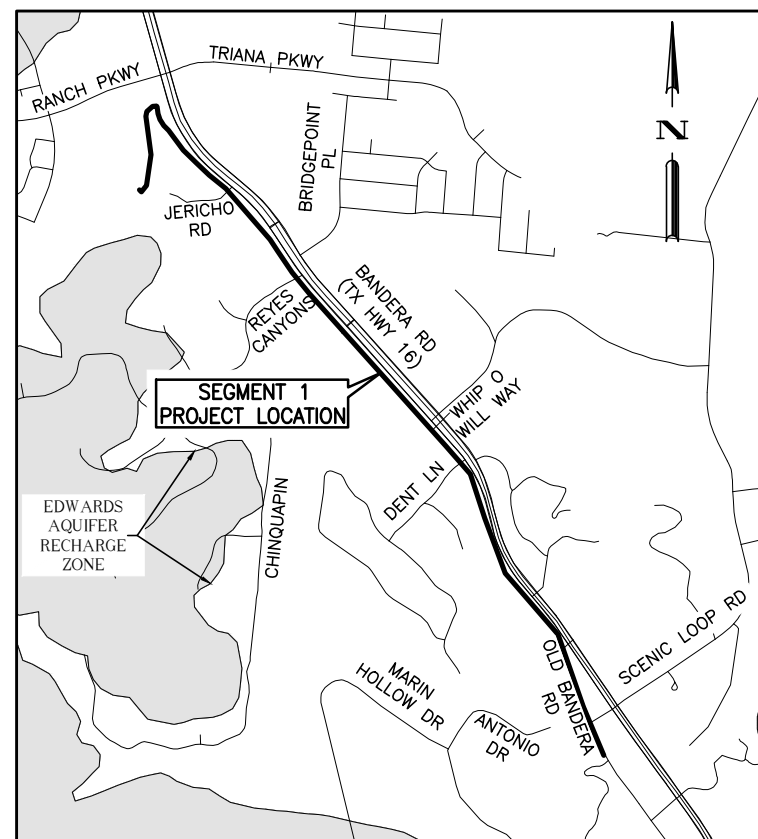 TRIANA PKWY
RANCH PKWY
N
BRIDGEPOINT
PL
JERICHO
RD
BANDERA RD
(TX HWY 16)
REYES
CANYONS
SEGMENT 1
PROJECT LOCATION
WHIP O
WILL WAY
DENT LN
EDWARDS
AQUIFER
RECHARGE
ZONE
CHINQUAPIN
SCENIC LOOP RD
OLD BANDERA
RD
MARIN
HOLLOW DR
ANTONIO
DR